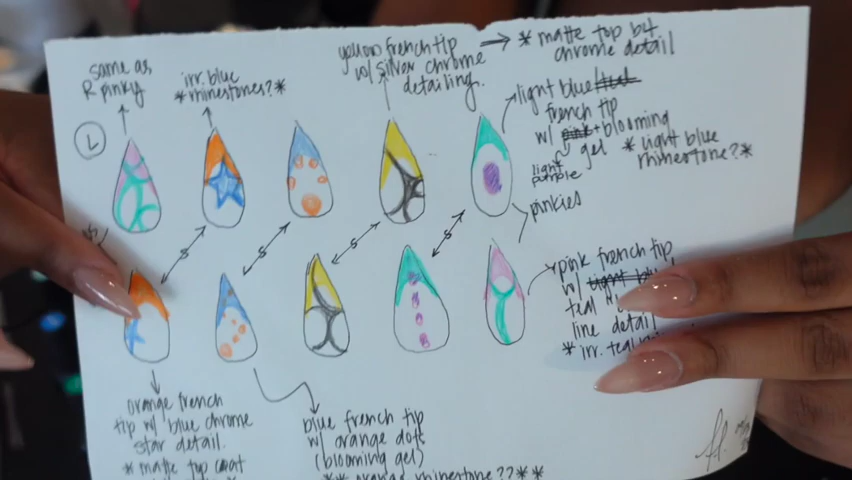 same as
R pinky
irr. blue
*rhinestones?*
yellow french tip
w/ silver chrome
detailing.
* matte top but
chrome detail
L
light blue
french tip
w + blooming
gel
light
purple
* light blue
rhinestone?*
pinkies
S
S
S
S
pink french tip
w/
teal
line detail
* irr. teal
orange french
tip w/ blue chrome
star detail.
* matte top coat
blue french tip
w/ orange dots
(blooming gel)
** orange rhinestone??**